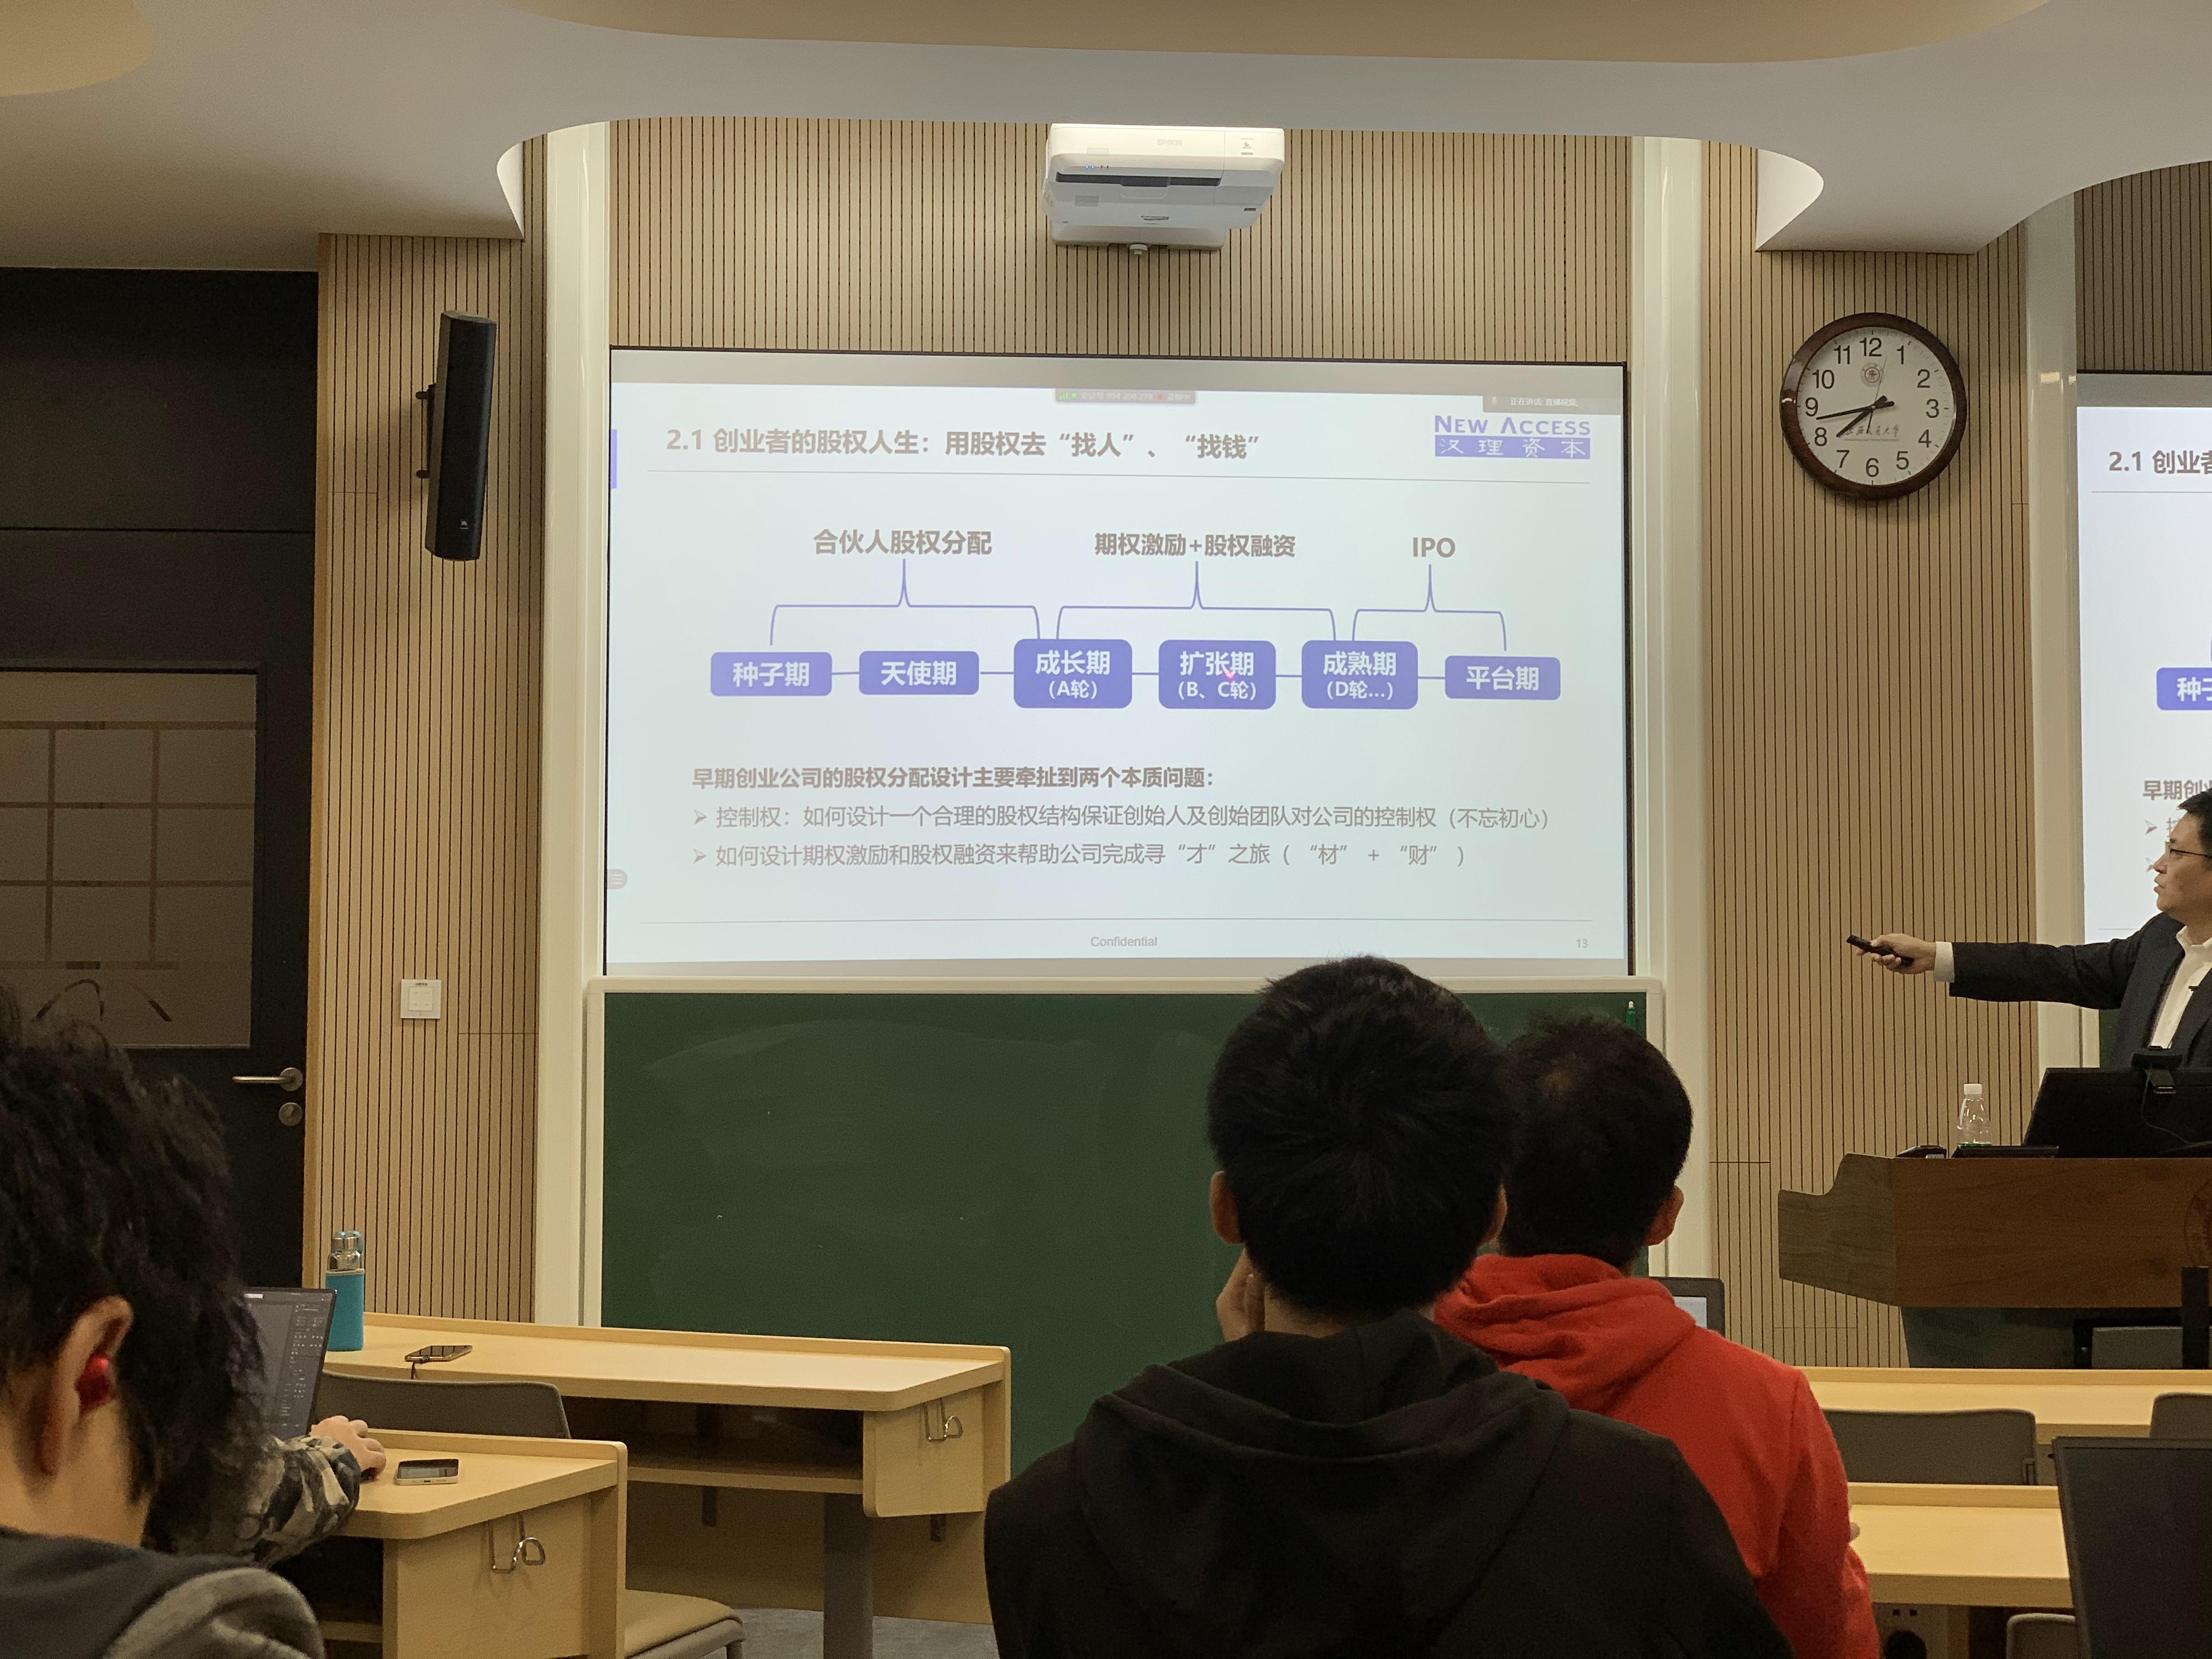 EPSON
2.1 创业者的股权人生：用股权去“找人”、“找钱”
NEW ACCESS
汉理资本
合伙人股权分配
期权激励+股权融资
IPO
种子期
天使期
成长期
（A轮）
扩张期
（B、C轮）
成熟期
（D轮...）
平台期
早期创业公司的股权分配设计主要牵扯到两个本质问题：
➢ 控制权：如何设计一个合理的股权结构保证创始人及创始团队对公司的控制权（不忘初心）
➢ 如何设计期权激励和股权融资来帮助公司完成寻“才”之旅（“材” + “财”）
Confidential
13
12
1
2
3
4
5
6
7
8
9
10
11
2.1 创业
早期创